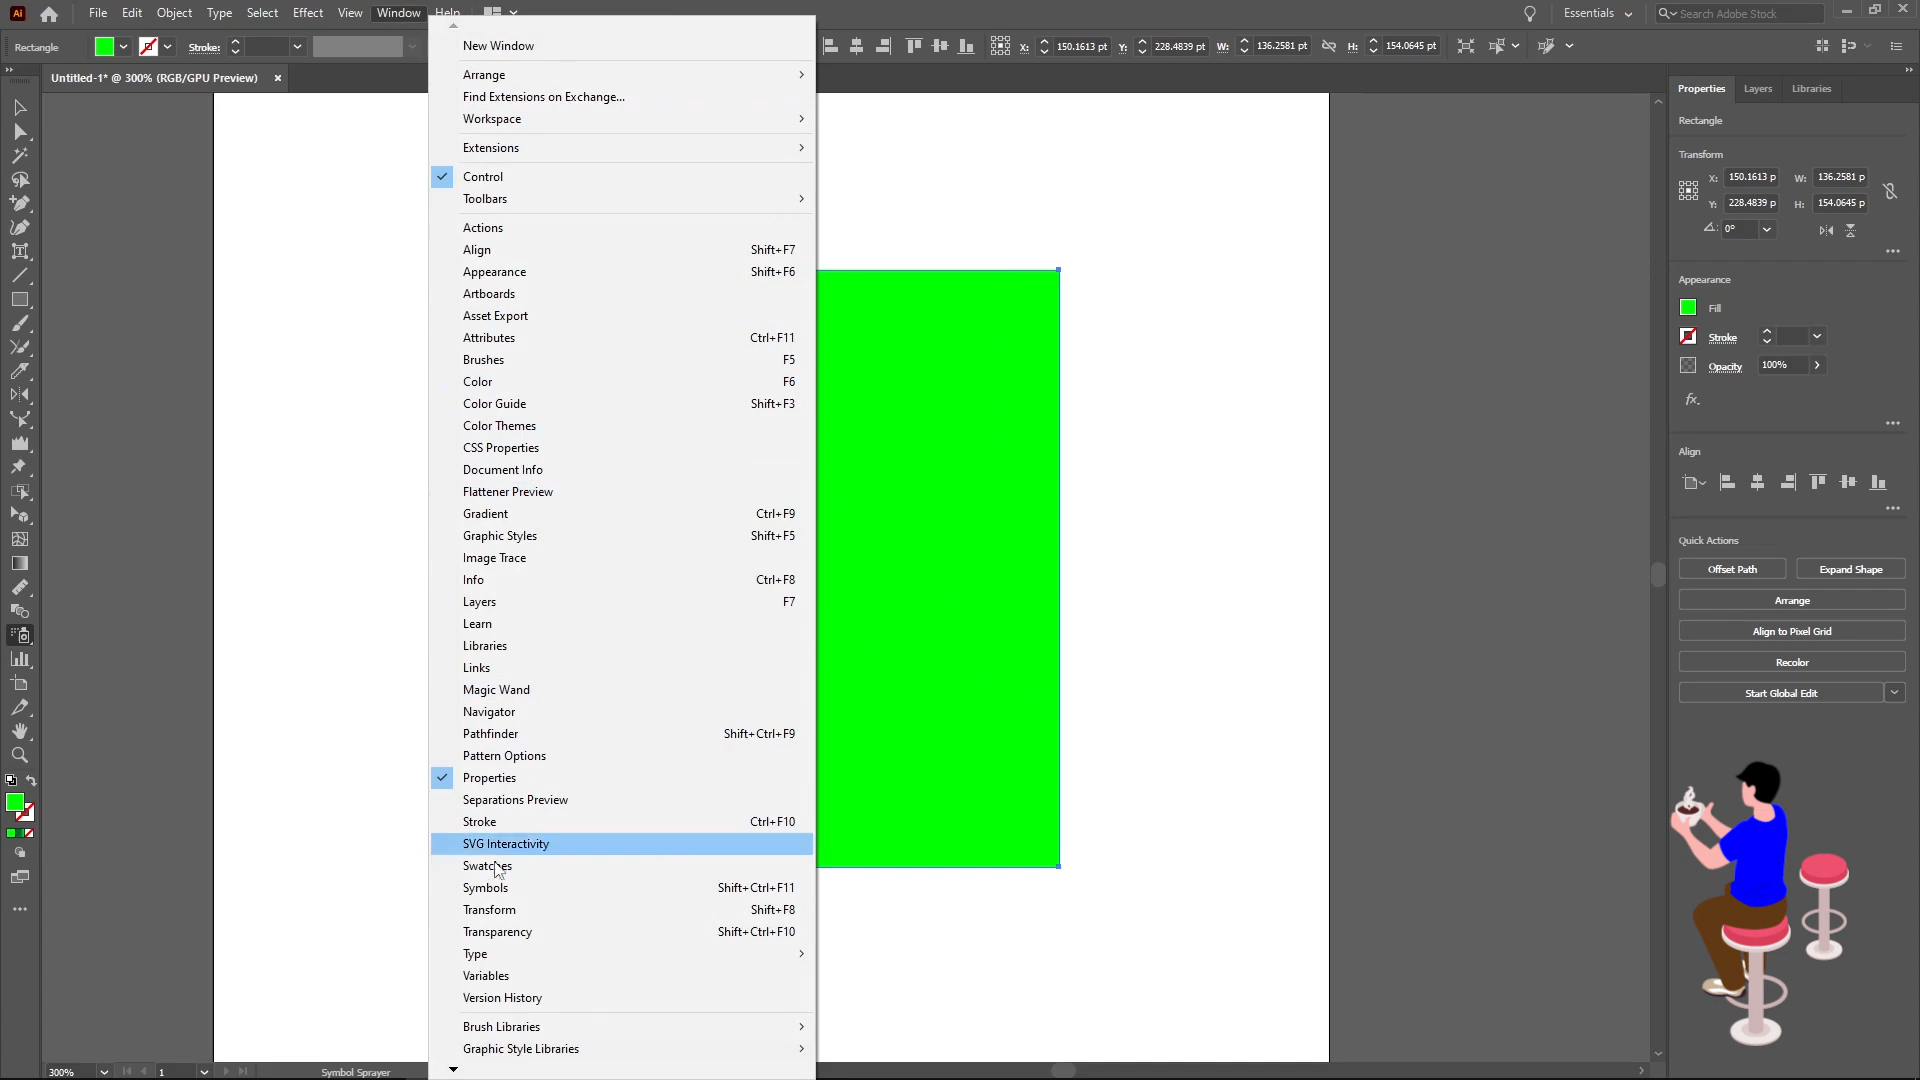 Ai File Edit Object Type Select Effect View Window Help Essentials Search Adobe Stock
Rectangle Stroke: X: 150.1613 pt Y: 228.4839 pt W: 136.2581 pt H: 154.0645 pt
Untitled-1* @ 300% (RGB/GPU Preview) ×
New Window
Arrange
Find Extensions on Exchange...
Workspace
Extensions
Control
Toolbars
Actions
Align Shift+F7
Appearance Shift+F6
Artboards
Asset Export
Attributes Ctrl+F11
Brushes F5
Color F6
Color Guide Shift+F3
Color Themes
CSS Properties
Document Info
Flattener Preview
Gradient Ctrl+F9
Graphic Styles Shift+F5
Image Trace
Info Ctrl+F8
Layers F7
Learn
Libraries
Links
Magic Wand
Navigator
Pathfinder Shift+Ctrl+F9
Pattern Options
Properties
Separations Preview
Stroke Ctrl+F10
SVG Interactivity
Swatches
Symbols Shift+Ctrl+F11
Transform Shift+F8
Transparency Shift+Ctrl+F10
Type
Variables
Version History
Brush Libraries
Graphic Style Libraries
Properties Layers Libraries
Rectangle
Transform
X: 150.1613 p W: 136.2581 p
Y: 228.4839 p H: 154.0645 p
0°
Appearance
Fill
Stroke
Opacity 100%
fx.
Align
Quick Actions
Offset Path Expand Shape
Arrange
Align to Pixel Grid
Recolor
Start Global Edit
300% 1 Symbol Sprayer